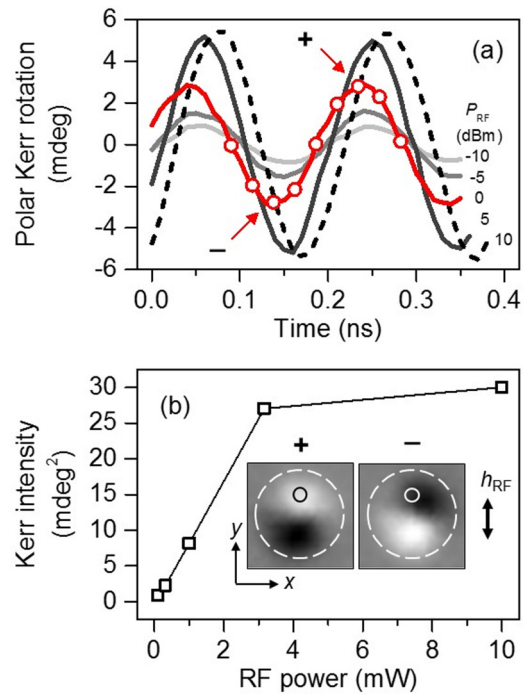 6
4
2
0
-2
-4
-6
Polar Kerr rotation
(mdeg)
+
−
(a)
P_RF
(dBm)
-10
-5
0
5
10
0.0 0.1 0.2 0.3 0.4
Time (ns)
30
25
20
15
10
5
0
Kerr intensity
(mdeg²)
(b)
+ −
h_RF
y
x
0 2 4 6 8 10
RF power (mW)